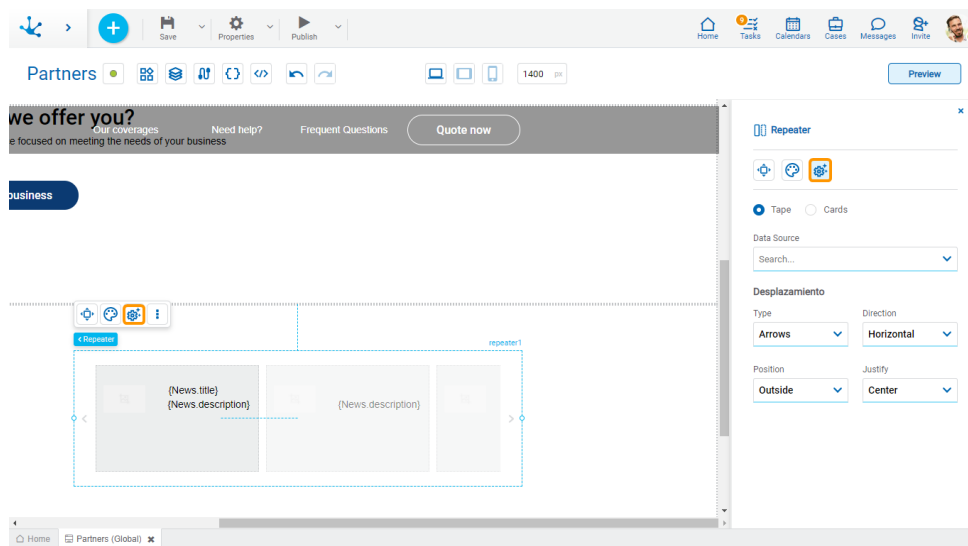 Save
Properties
Publish
Home
9
Tasks
Calendars
Cases
Messages
Invite
Partners
1400 px
Preview
we offer you?
e focused on meeting the needs of your business
Our coverages
Need help?
Frequent Questions
Quote now
business
Repeater
repeater1
{News.title}
{News.description}
{News.description}
Repeater
Tape
Cards
Data Source
Search...
Desplazamiento
Type
Direction
Arrows
Horizontal
Position
Justify
Outside
Center
Home
Partners (Global)